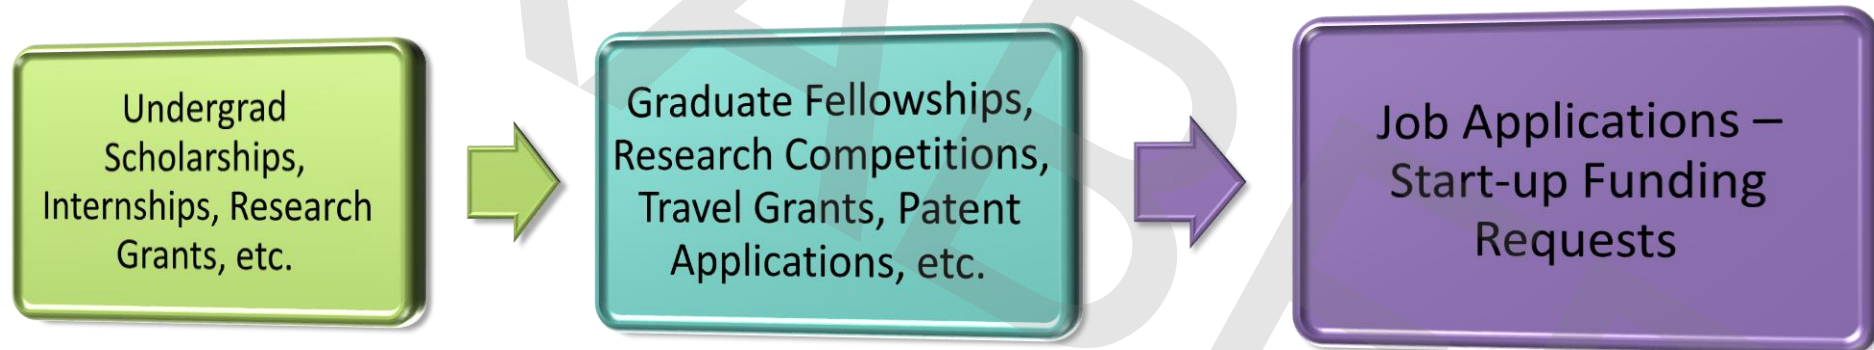 Undergrad
Scholarships,
Internships, Research
Grants, etc.
Graduate Fellowships,
Research Competitions,
Travel Grants, Patent
Applications, etc.
Job Applications –
Start-up Funding
Requests